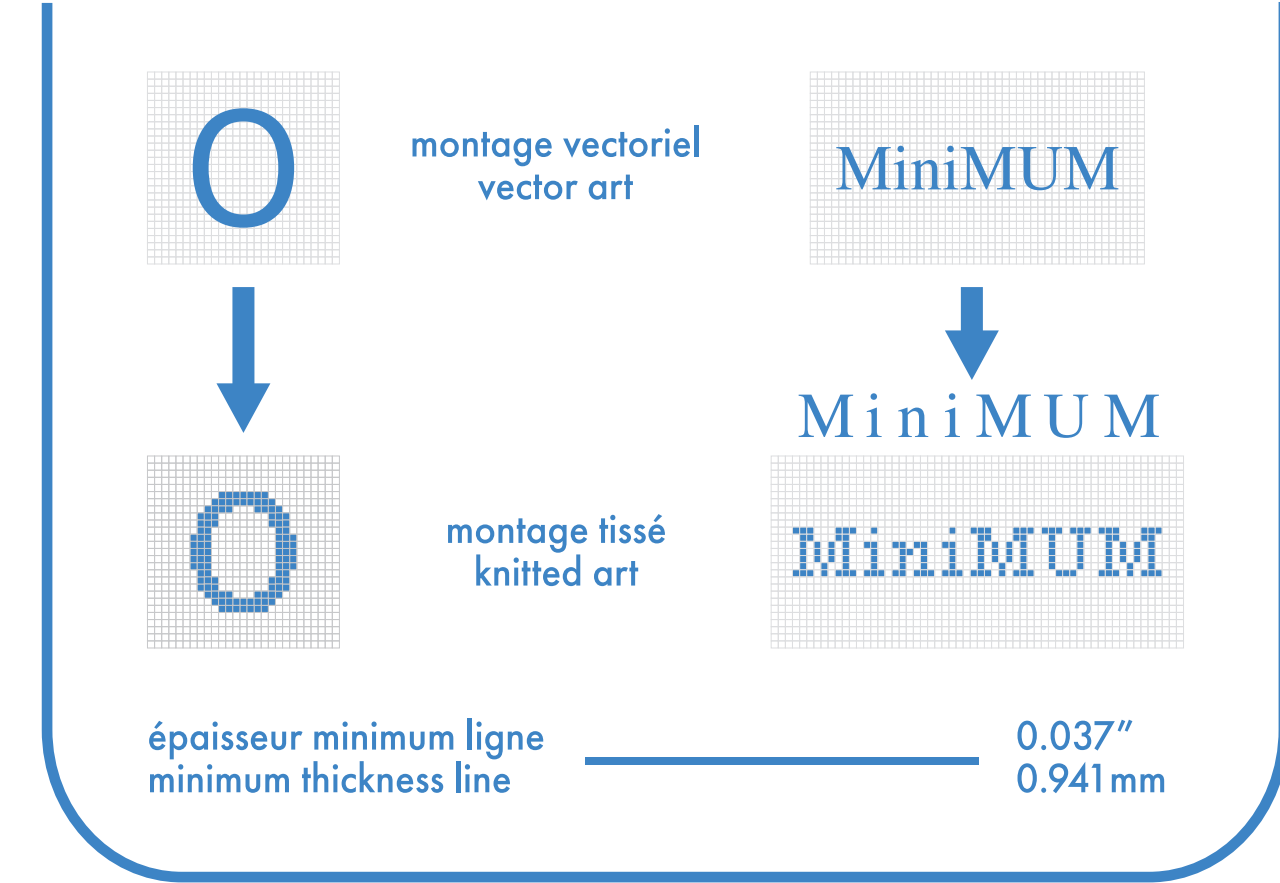 O
montage vectoriel
vector art
MiniMUM
MiniMUM
O
montage tissé
knitted art
MiniMUM
épaisseur minimum ligne
minimum thickness line
0.037"
0.941mm